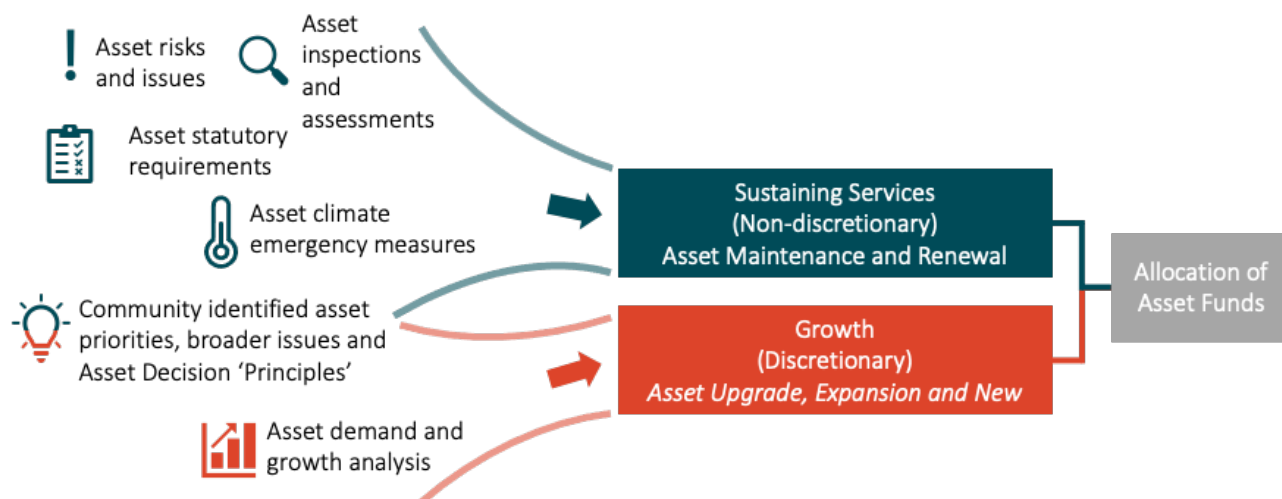 Asset risks
and issues
Asset
inspections
and
assessments
Asset statutory
requirements
Asset climate
emergency measures
Community identified asset
priorities, broader issues and
Asset Decision ‘Principles’
Asset demand and
growth analysis
Sustaining Services
(Non-discretionary)
Asset Maintenance and Renewal
Growth
(Discretionary)
Asset Upgrade, Expansion and New
Allocation of
Asset Funds